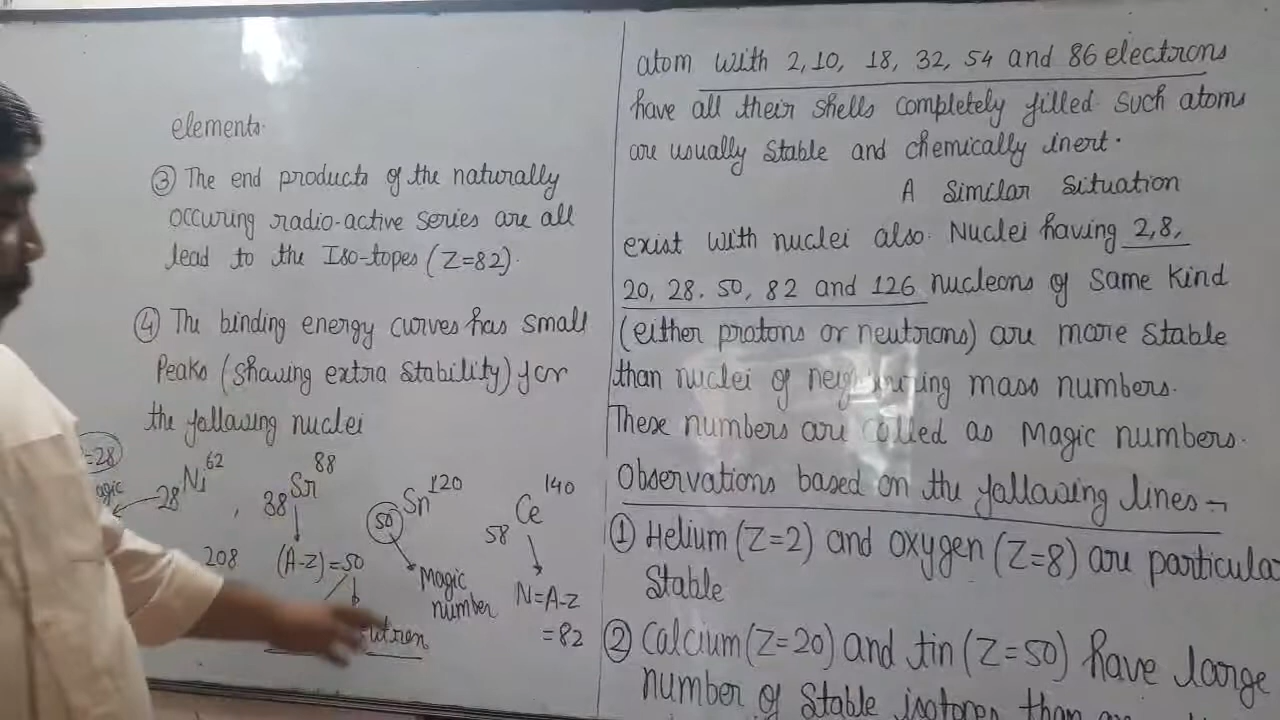 elements.
③ The end products of the naturally
occuring radio-active series are all
lead to the Iso-topes (Z=82).
④ The binding energy curves has small
Peaks (showing extra stability) for
the following nuclei
=28
28 Ni 62 , 38 Sr 88 50 Sn 120 58 Ce 140
208 (A-Z)=50
Magic
number
N=A-Z
=82
atom with 2, 10, 18, 32, 54 and 86 electrons
have all their shells completely filled. Such atoms
are usually stable and chemically inert.
A Similar Situation
exist with nuclei also. Nuclei having 2,8,
20, 28. 50, 82 and 126 nucleons of same kind
(either protons or neutrons) are more stable
than nuclei of neighbouring mass numbers.
These numbers are called as Magic numbers.
Observations based on the following lines -
① Helium (Z=2) and oxygen (Z=8) are particula
Stable
② Calcium (Z=20) and tin (Z=50) have large
number of stable isotopes than